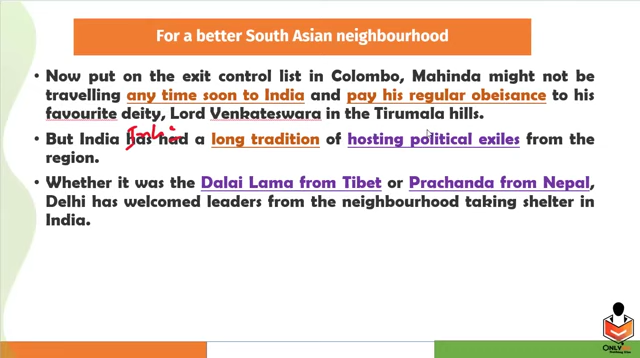 For a better South Asian neighbourhood
• Now put on the exit control list in Colombo, Mahinda might not be
travelling any time soon to India and pay his regular obeisance to his
favourite deity, Lord Venkateswara in the Tirumala hills.
• But India has had a long tradition of hosting political exiles from the
region.
• Whether it was the Dalai Lama from Tibet or Prachanda from Nepal,
Delhi has welcomed leaders from the neighbourhood taking shelter in
India.